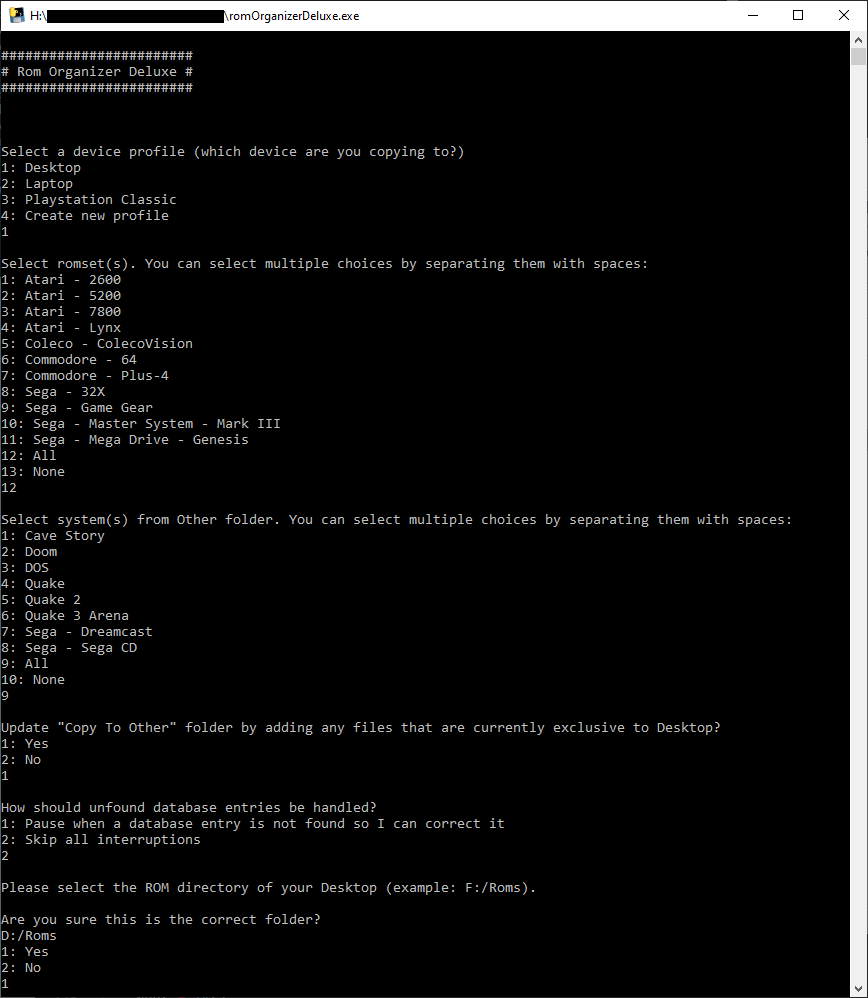 H:\ \romOrganizerDeluxe.exe
########################
# Rom Organizer Deluxe #
########################
Select a device profile (which device are you copying to?)
1: Desktop
2: Laptop
3: Playstation Classic
4: Create new profile
1
Select romset(s). You can select multiple choices by separating them with spaces:
1: Atari - 2600
2: Atari - 5200
3: Atari - 7800
4: Atari - Lynx
5: Coleco - ColecoVision
6: Commodore - 64
7: Commodore - Plus-4
8: Sega - 32X
9: Sega - Game Gear
10: Sega - Master System - Mark III
11: Sega - Mega Drive - Genesis
12: All
13: None
12
Select system(s) from Other folder. You can select multiple choices by separating them with spaces:
1: Cave Story
2: Doom
3: DOS
4: Quake
5: Quake 2
6: Quake 3 Arena
7: Sega - Dreamcast
8: Sega - Sega CD
9: All
10: None
9
Update "Copy To Other" folder by adding any files that are currently exclusive to Desktop?
1: Yes
2: No
1
How should unfound database entries be handled?
1: Pause when a database entry is not found so I can correct it
2: Skip all interruptions
2
Please select the ROM directory of your Desktop (example: F:/Roms).
Are you sure this is the correct folder?
D:/Roms
1: Yes
2: No
1